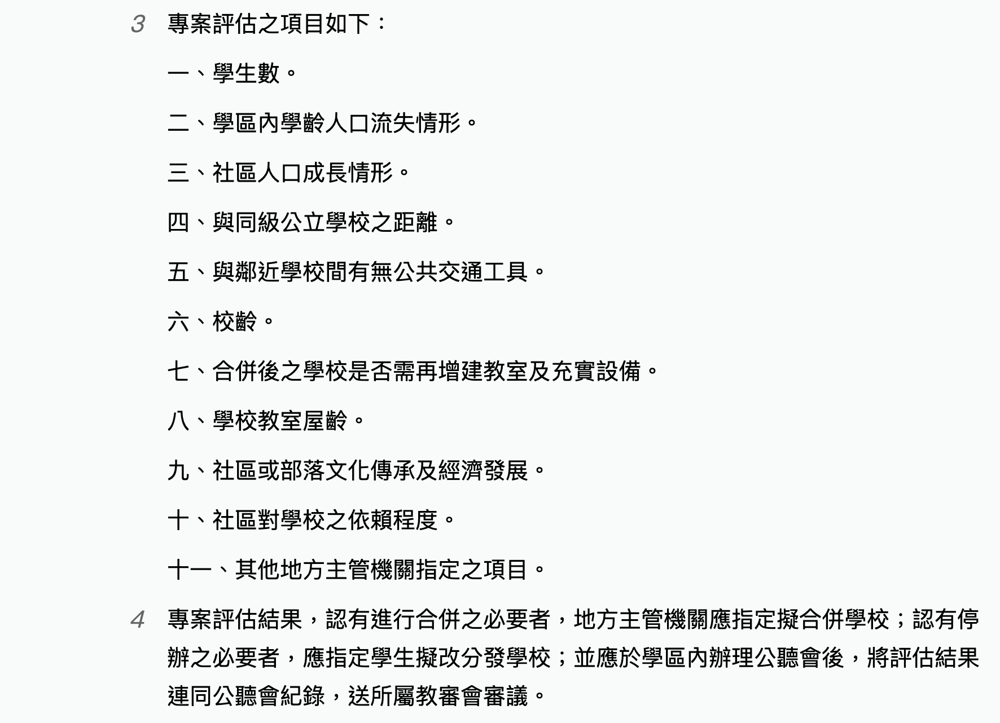 3 專案評估之項目如下：
一、學生數。
二、學區內學齡人口流失情形。
三、社區人口成長情形。
四、與同級公立學校之距離。
五、與鄰近學校間有無公共交通工具。
六、校齡。
七、合併後之學校是否需再增建教室及充實設備。
八、學校教室屋齡。
九、社區或部落文化傳承及經濟發展。
十、社區對學校之依賴程度。
十一、其他地方主管機關指定之項目。
4 專案評估結果，認有進行合併之必要者，地方主管機關應指定擬合併學校；認有停
辦之必要者，應指定學生擬改分發學校；並應於學區內辦理公聽會後，將評估結果
連同公聽會紀錄，送所屬教審會審議。